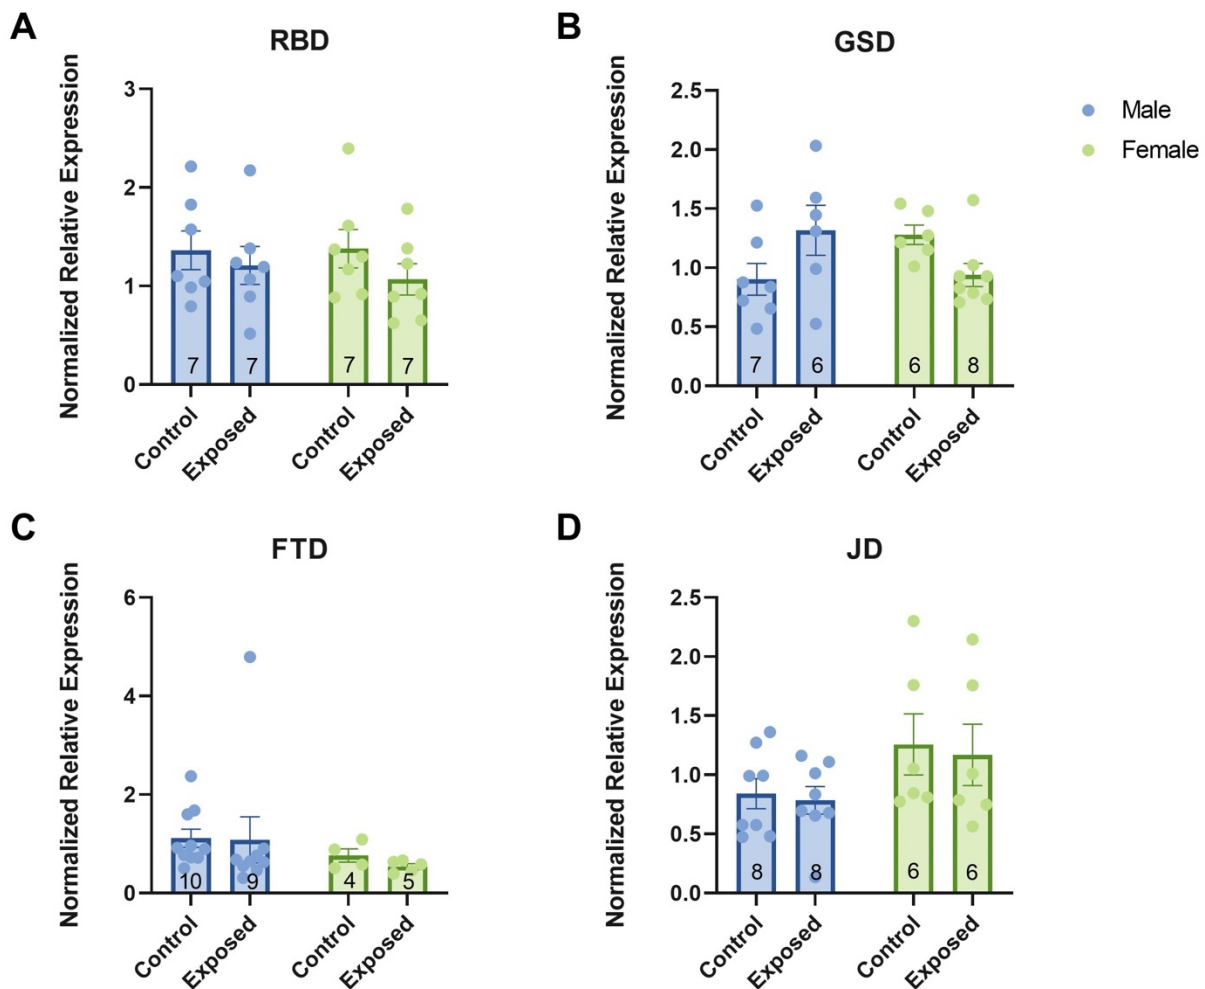 A
RBD
Normalized Relative Expression
3
2
1
0
7
7
7
7
Control
Exposed
Control
Exposed
B
GSD
Normalized Relative Expression
2.5
2.0
1.5
1.0
0.5
0.0
7
6
6
8
Control
Exposed
Control
Exposed
Male
Female
C
FTD
Normalized Relative Expression
6
4
2
0
10
9
4
5
Control
Exposed
Control
Exposed
D
JD
Normalized Relative Expression
2.5
2.0
1.5
1.0
0.5
0.0
8
8
6
6
Control
Exposed
Control
Exposed